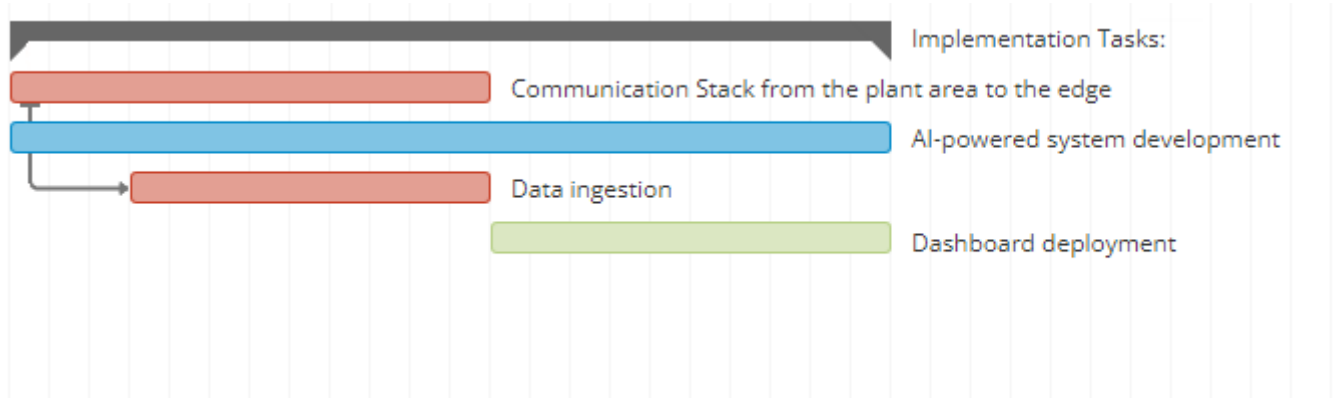 Implementation Tasks:
Communication Stack from the plant area to the edge
AI-powered system development
Data ingestion
Dashboard deployment